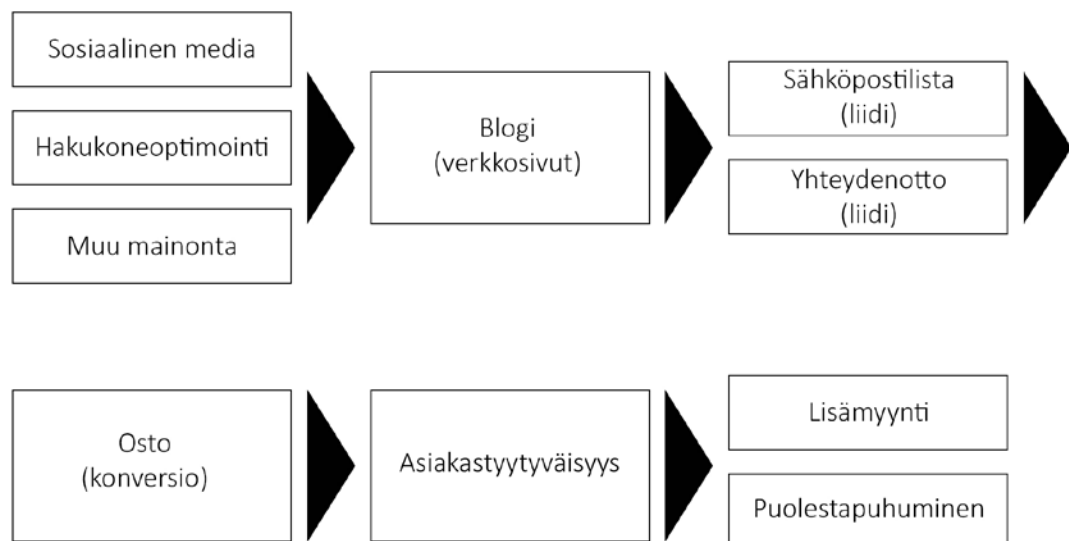 Sosiaalinen media
Hakukoneoptimointi
Muu mainonta
Blogi
(verkkosivut)
Sähköpostilista
(liidi)
Yhteydenotto
(liidi)
Osto
(konversio)
Asiakastyytyväisyys
Lisämyynti
Puolestapuhuminen